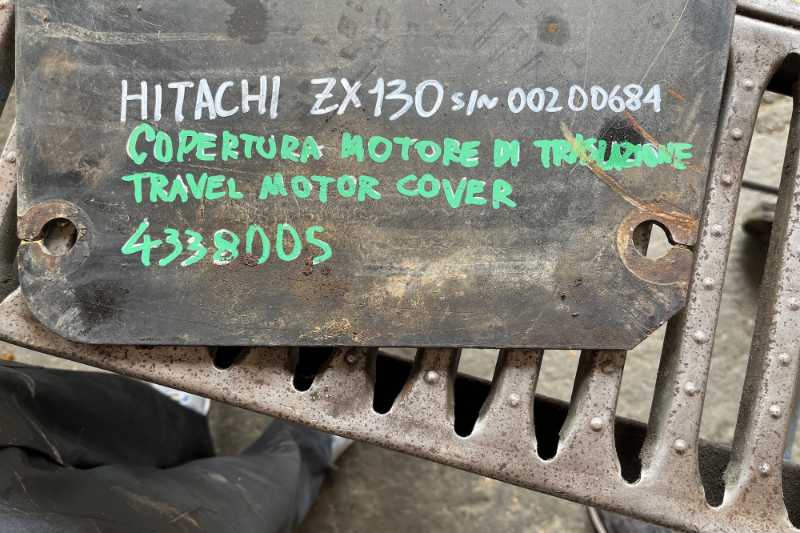 HITACHI ZX130 S/N 00200684
COPERTURA MOTORE DI TRASLAZIONE
TRAVEL MOTOR COVER
4338005